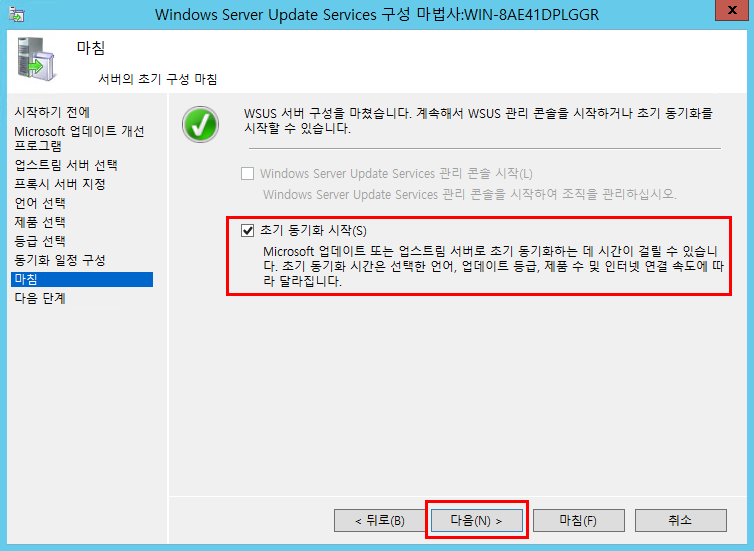 Windows Server Update Services 구성 마법사:WIN-8AE41DPLGGR
x
마침
서버의 초기 구성 마침
시작하기 전에
Microsoft 업데이트 개선
프로그램
업스트림 서버 선택
프록시 서버 지정
언어 선택
제품 선택
등급 선택
동기화 일정 구성
마침
다음 단계
WSUS 서버 구성을 마쳤습니다. 계속해서 WSUS 관리 콘솔을 시작하거나 초기 동기화를
시작할 수 있습니다.
Windows Server Update Services 관리 콘솔 시작(L)
Windows Server Update Services 관리 콘솔을 시작하여 조직을 관리하십시오.
초기 동기화 시작(S)
Microsoft 업데이트 또는 업스트림 서버로 초기 동기화하는 데 시간이 걸릴 수 있습니
다. 초기 동기화 시간은 선택한 언어, 업데이트 등급, 제품 수 및 인터넷 연결 속도에 따
라 달라집니다.
< 뒤로(B)
다음(N) >
마침(F)
취소